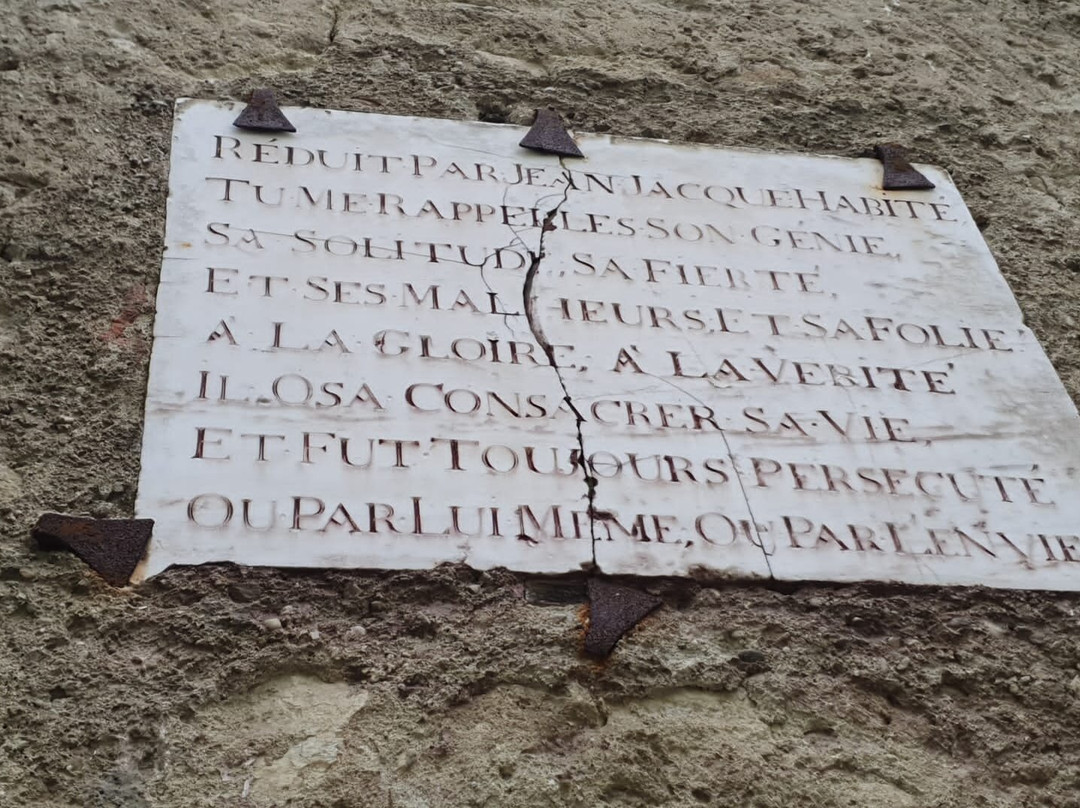 RÉDUIT PAR JEAN JACQUE HABITÉ
TU ME RAPPELLES SON GÉNIE,
SA SOLITUDE, SA FIERTÉ,
ET SES MALHEURS, ET SA FOLIE
A LA GLOIRE, A LA VERITÉ
IL OSA CONSACRER SA VIE,
ET FUT TOUJOURS PERSECUTÉ
OU PAR LUI MEME, OU PAR L'ENVIE